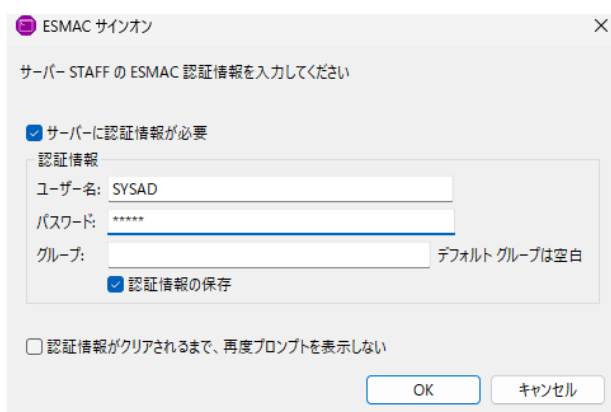 ESMAC サインオン
サーバー STAFF の ESMAC 認証情報を入力してください
サーバーに認証情報が必要
認証情報
ユーザー名: SYSAD
パスワード: *****
グループ: デフォルト グループは空白
認証情報の保存
認証情報がクリアされるまで、再度プロンプトを表示しない
OK キャンセル